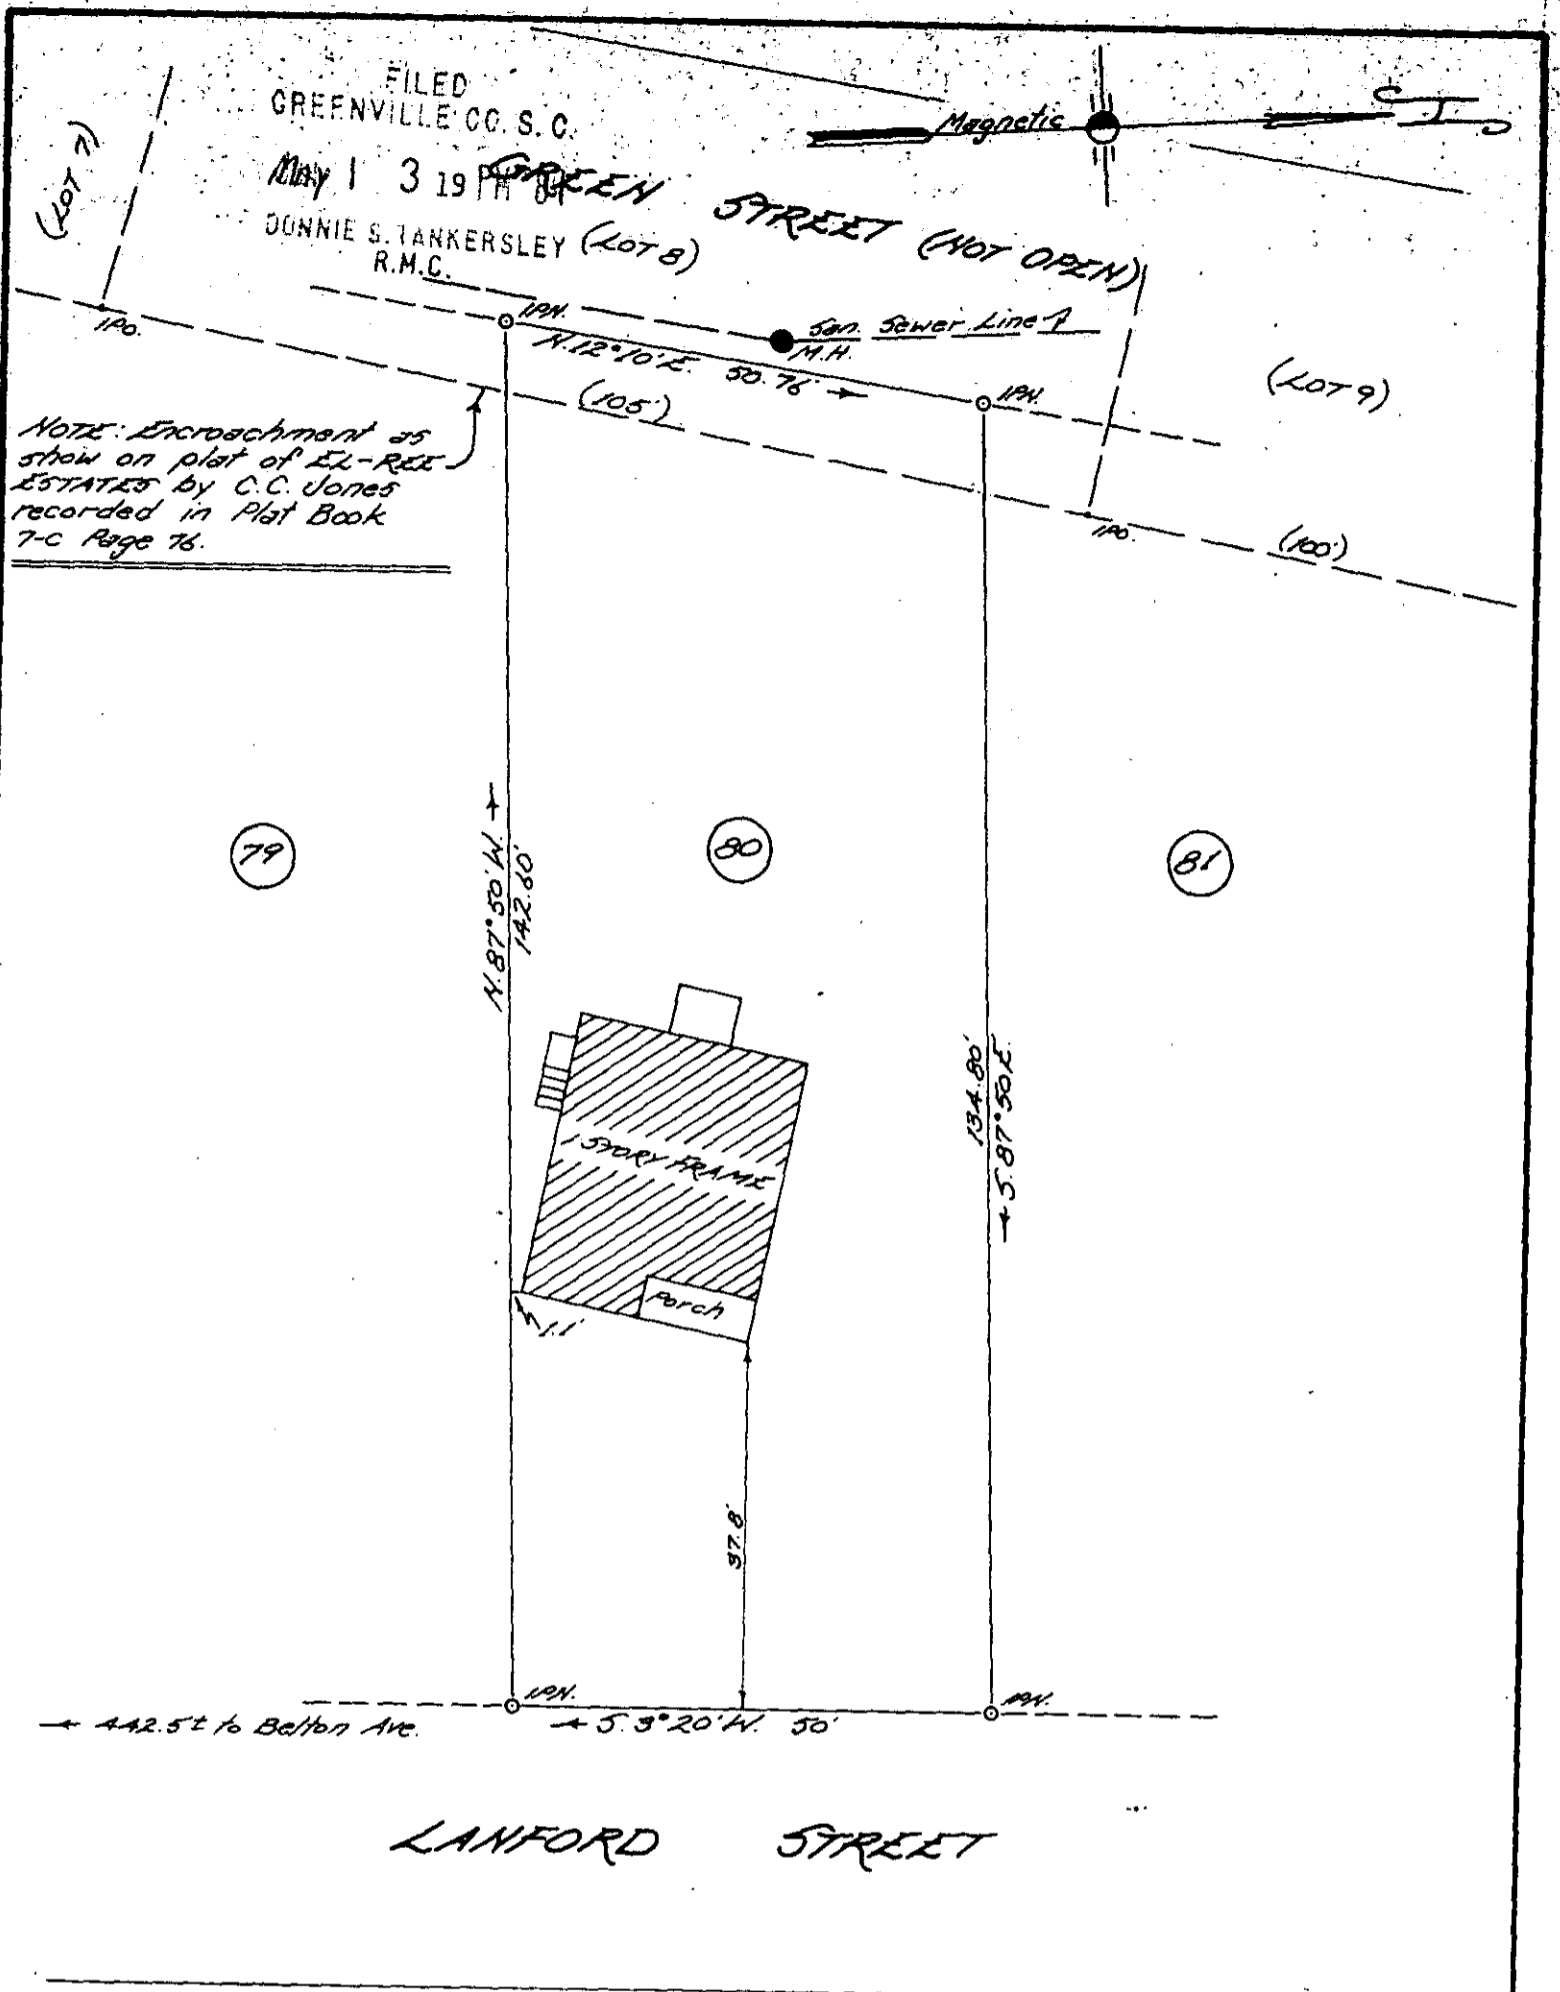 FILED
GREENVILLE CO. S. C.
May 1 3 19 PM 84
DONNIE S. TANKERSLEY
R.M.C.
Magnetic
(LOT 7)
GREEN STREET (NOT OPEN)
(LOT 8)
IPO.
IPN.
San. Sewer Line
M.H.
N.12°10'E. 50.76'
IPN.
(LOT 9)
(105')
NOTE: Encroachment as
show on plat of EL-REE
ESTATES by C.C. Jones
recorded in Plat Book
7-C Page 76.
IPO.
(100')
79
80
81
N.87°50'W.
142.60'
134.80'
S.87°50'E.
1 STORY FRAME
Porch
1.1'
37.8'
IPN.
IPN.
442.5± to Belton Ave.
S.3°20'W. 50'
LANFORD STREET